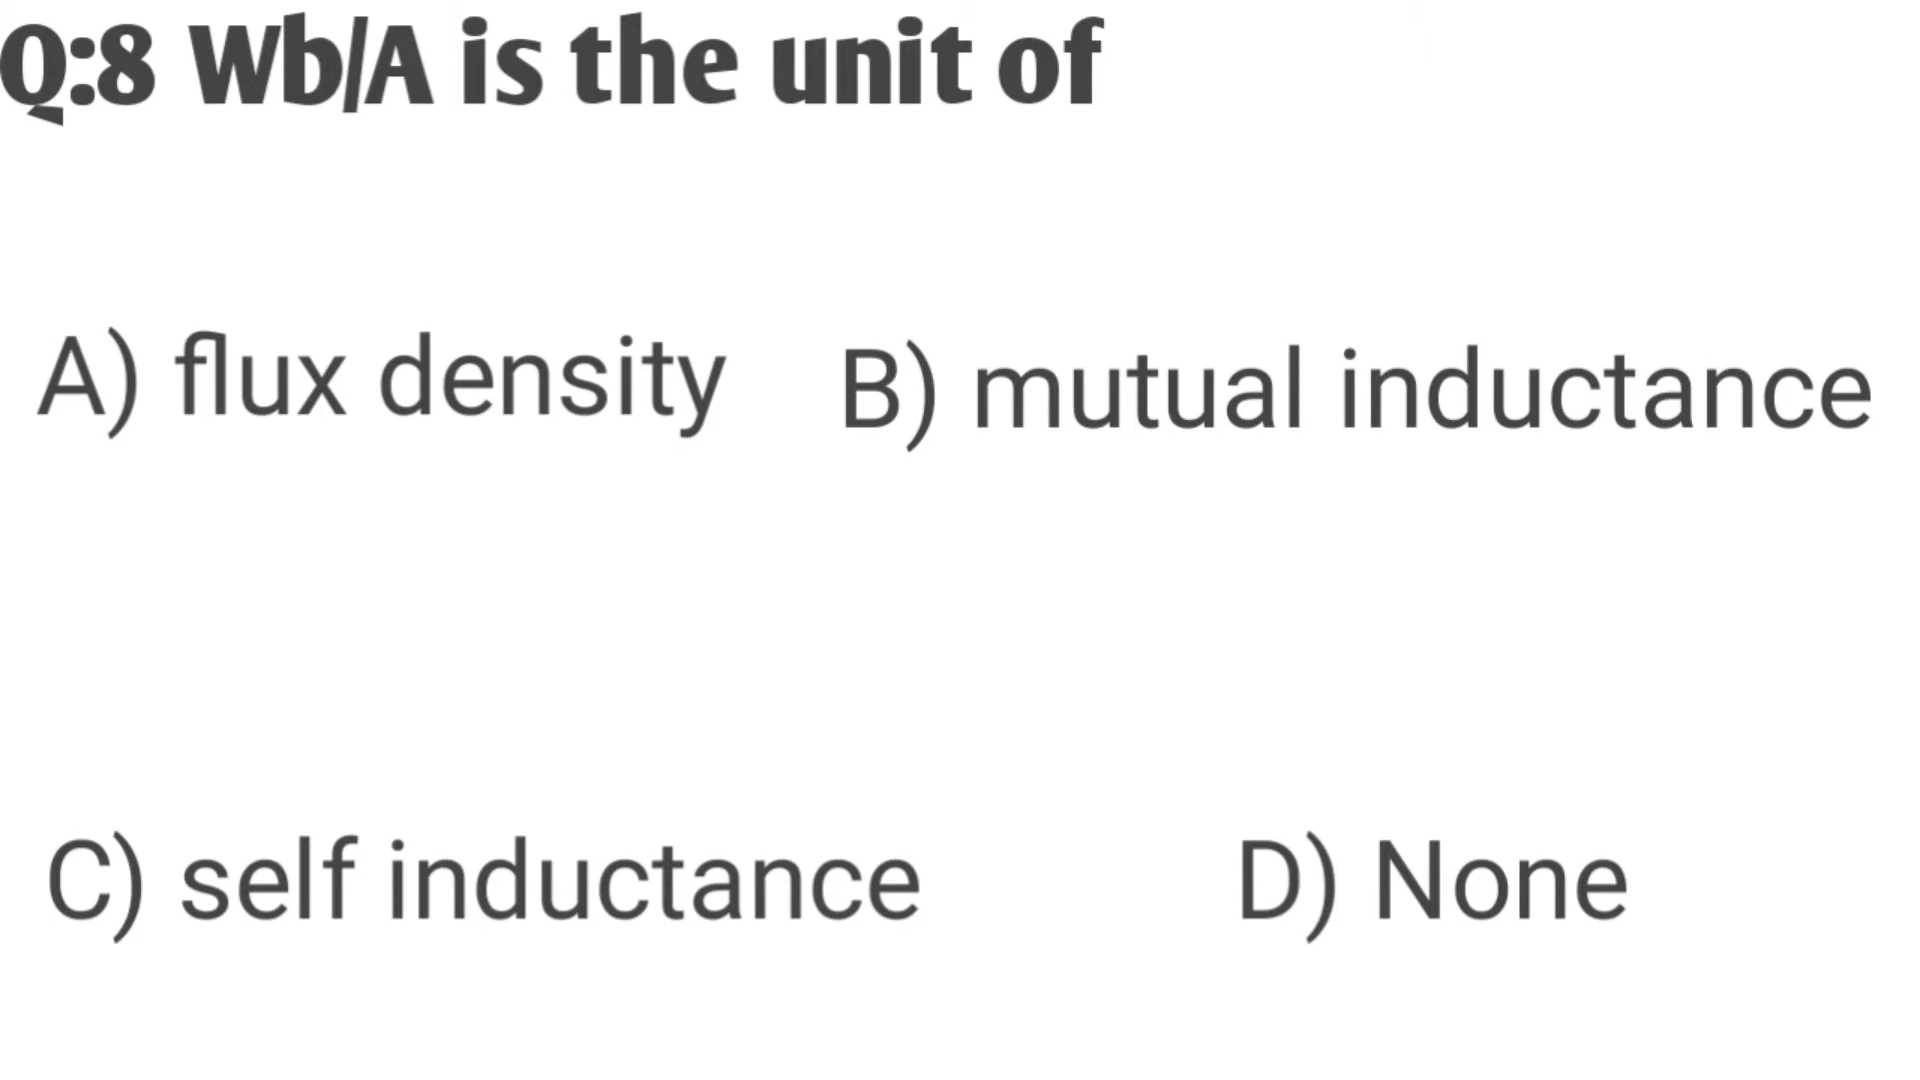 Q:8 Wb/A is the unit of
A) flux density B) mutual inductance
C) self inductance D) None